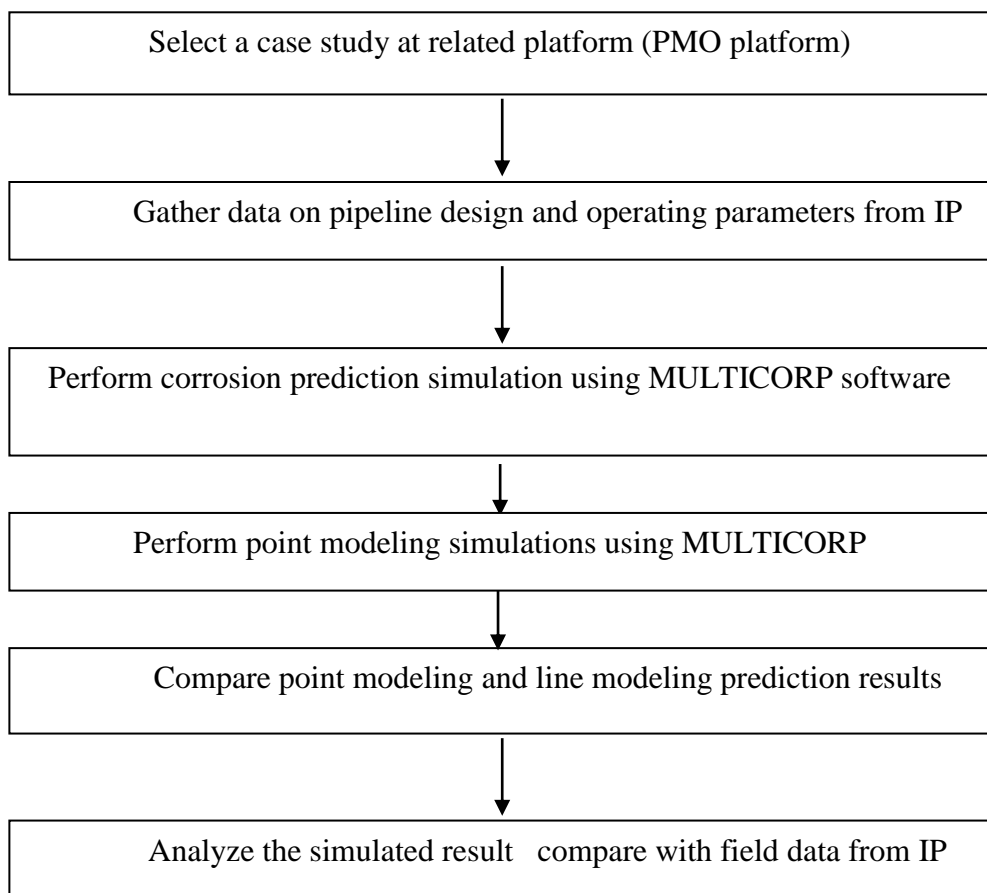 Select a case study at related platform (PMO platform)
Gather data on pipeline design and operating parameters from IP
Perform corrosion prediction simulation using MULTICORP software
Perform point modeling simulations using MULTICORP
Compare point modeling and line modeling prediction results
Analyze the simulated result compare with field data from IP